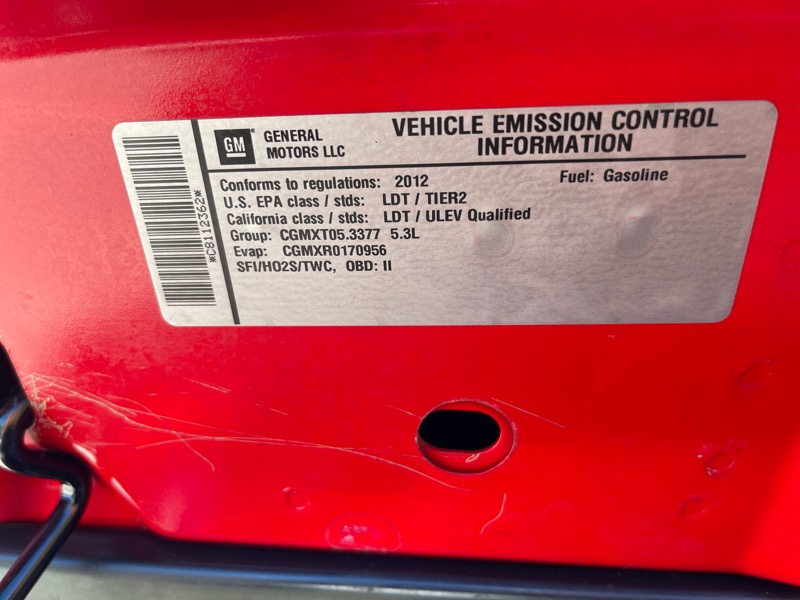 GM
GENERAL
MOTORS LLC
VEHICLE EMISSION CONTROL
INFORMATION
Conforms to regulations: 2012 Fuel: Gasoline
U.S. EPA class / stds: LDT / TIER2
California class / stds: LDT / ULEV Qualified
Group: CGMXT05.3377 5.3L
Evap: CGMXR0170956
SFI/HO2S/TWC, OBD: II
*C8112362*